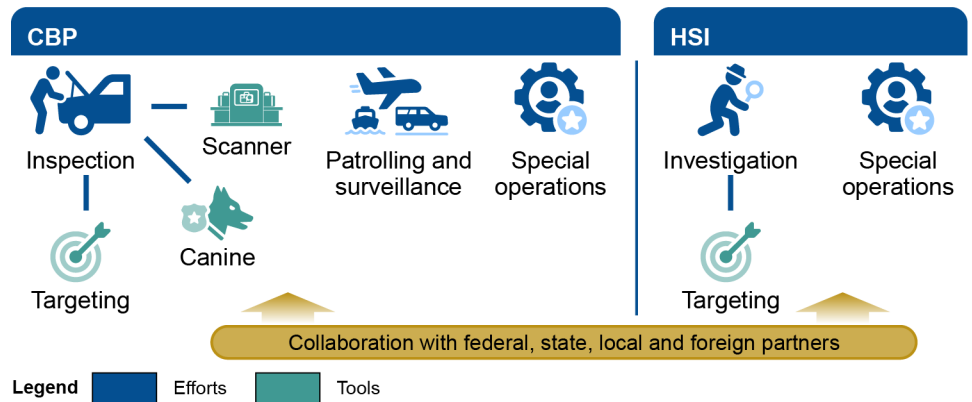 CBP
HSI
Inspection
Scanner
Patrolling and
surveillance
Special
operations
Investigation
Special
operations
Canine
Targeting
Targeting
Collaboration with federal, state, local and foreign partners
Legend
Efforts
Tools